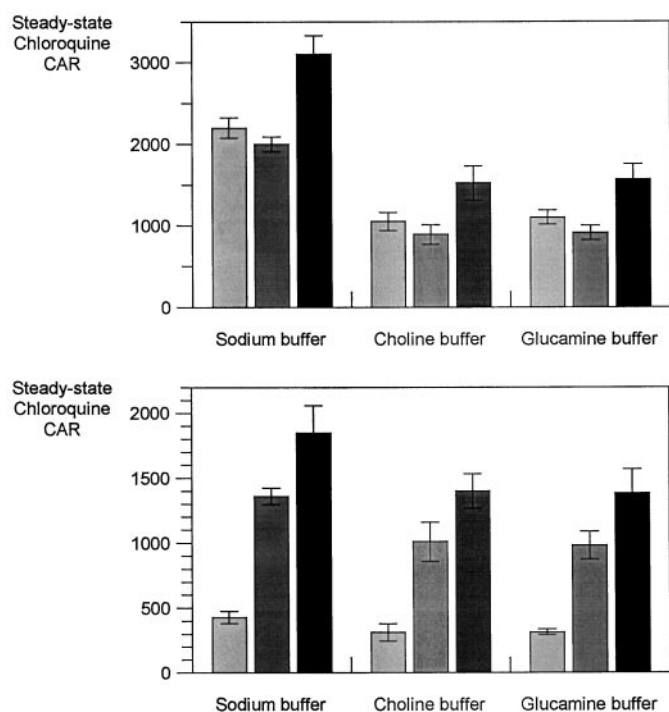 Steady-state
Chloroquine
CAR
3000
2000
1000
0
Sodium buffer Choline buffer Glucamine buffer
Steady-state
Chloroquine
CAR
2000
1500
1000
500
0
Sodium buffer Choline buffer Glucamine buffer